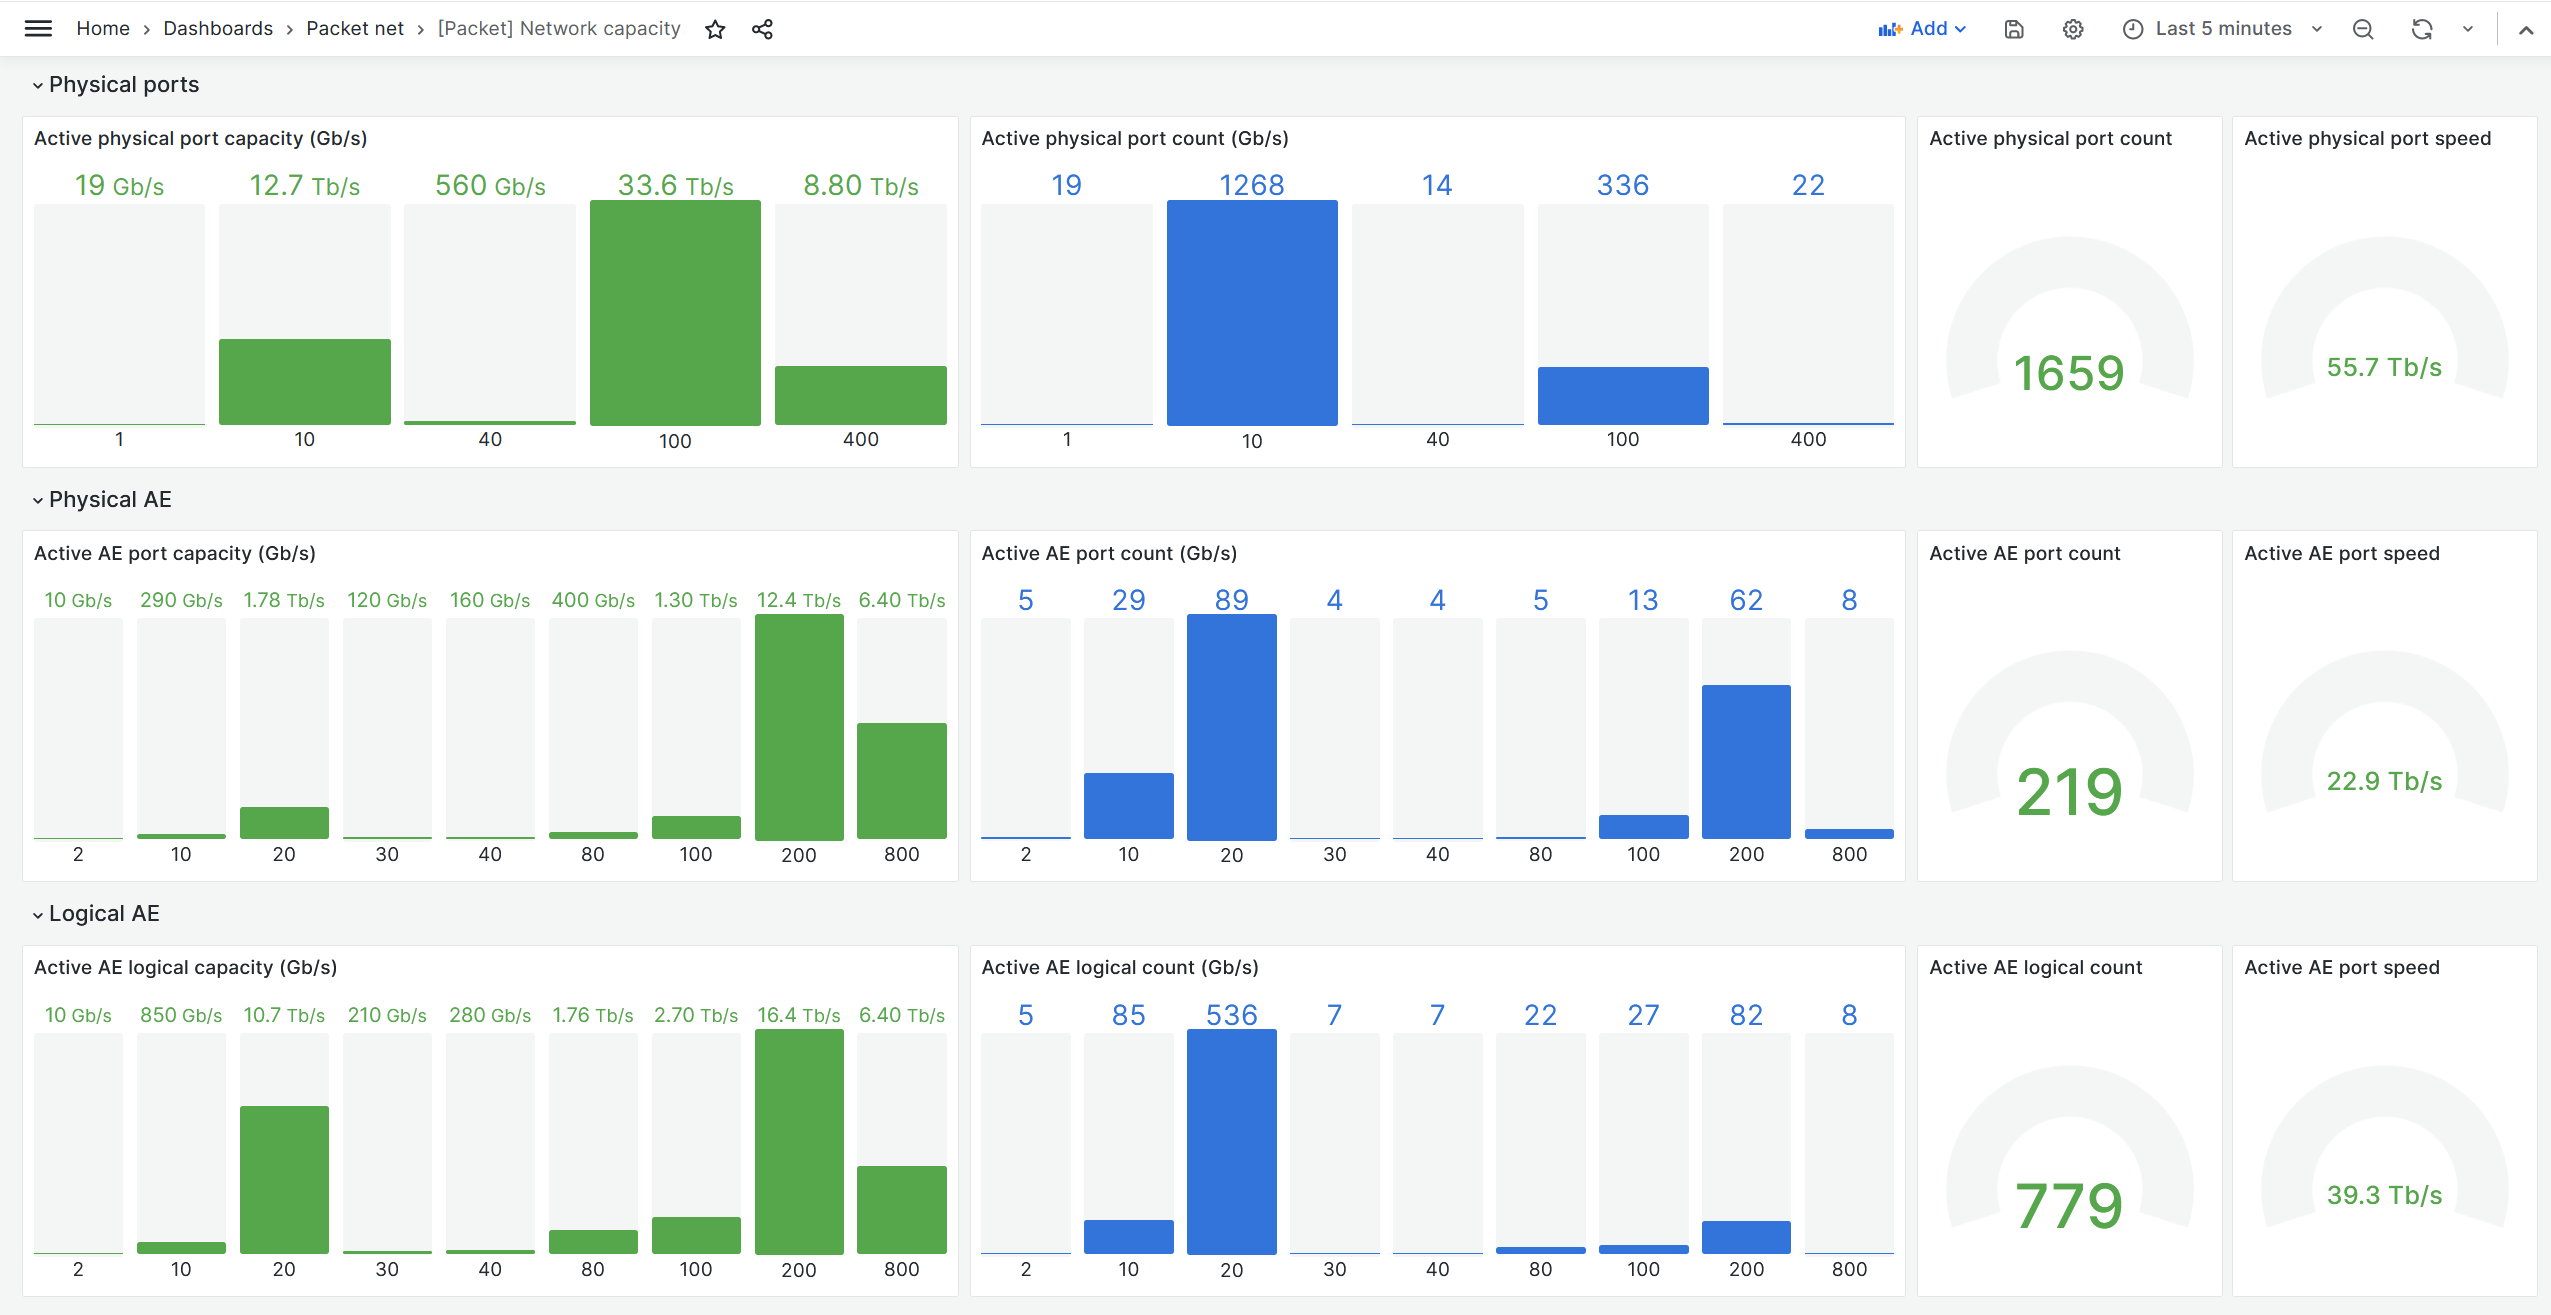 Home › Dashboards › Packet net › [Packet] Network capacity
Add
Last 5 minutes
Physical ports
Active physical port capacity (Gb/s)
19 Gb/s 12.7 Tb/s 560 Gb/s 33.6 Tb/s 8.80 Tb/s
1 10 40 100 400
Active physical port count (Gb/s)
19 1268 14 336 22
1 10 40 100 400
Active physical port count
1659
Active physical port speed
55.7 Tb/s
Physical AE
Active AE port capacity (Gb/s)
10 Gb/s 290 Gb/s 1.78 Tb/s 120 Gb/s 160 Gb/s 400 Gb/s 1.30 Tb/s 12.4 Tb/s 6.40 Tb/s
2 10 20 30 40 80 100 200 800
Active AE port count (Gb/s)
5 29 89 4 4 5 13 62 8
2 10 20 30 40 80 100 200 800
Active AE port count
219
Active AE port speed
22.9 Tb/s
Logical AE
Active AE logical capacity (Gb/s)
10 Gb/s 850 Gb/s 10.7 Tb/s 210 Gb/s 280 Gb/s 1.76 Tb/s 2.70 Tb/s 16.4 Tb/s 6.40 Tb/s
2 10 20 30 40 80 100 200 800
Active AE logical count (Gb/s)
5 85 536 7 7 22 27 82 8
2 10 20 30 40 80 100 200 800
Active AE logical count
779
Active AE port speed
39.3 Tb/s